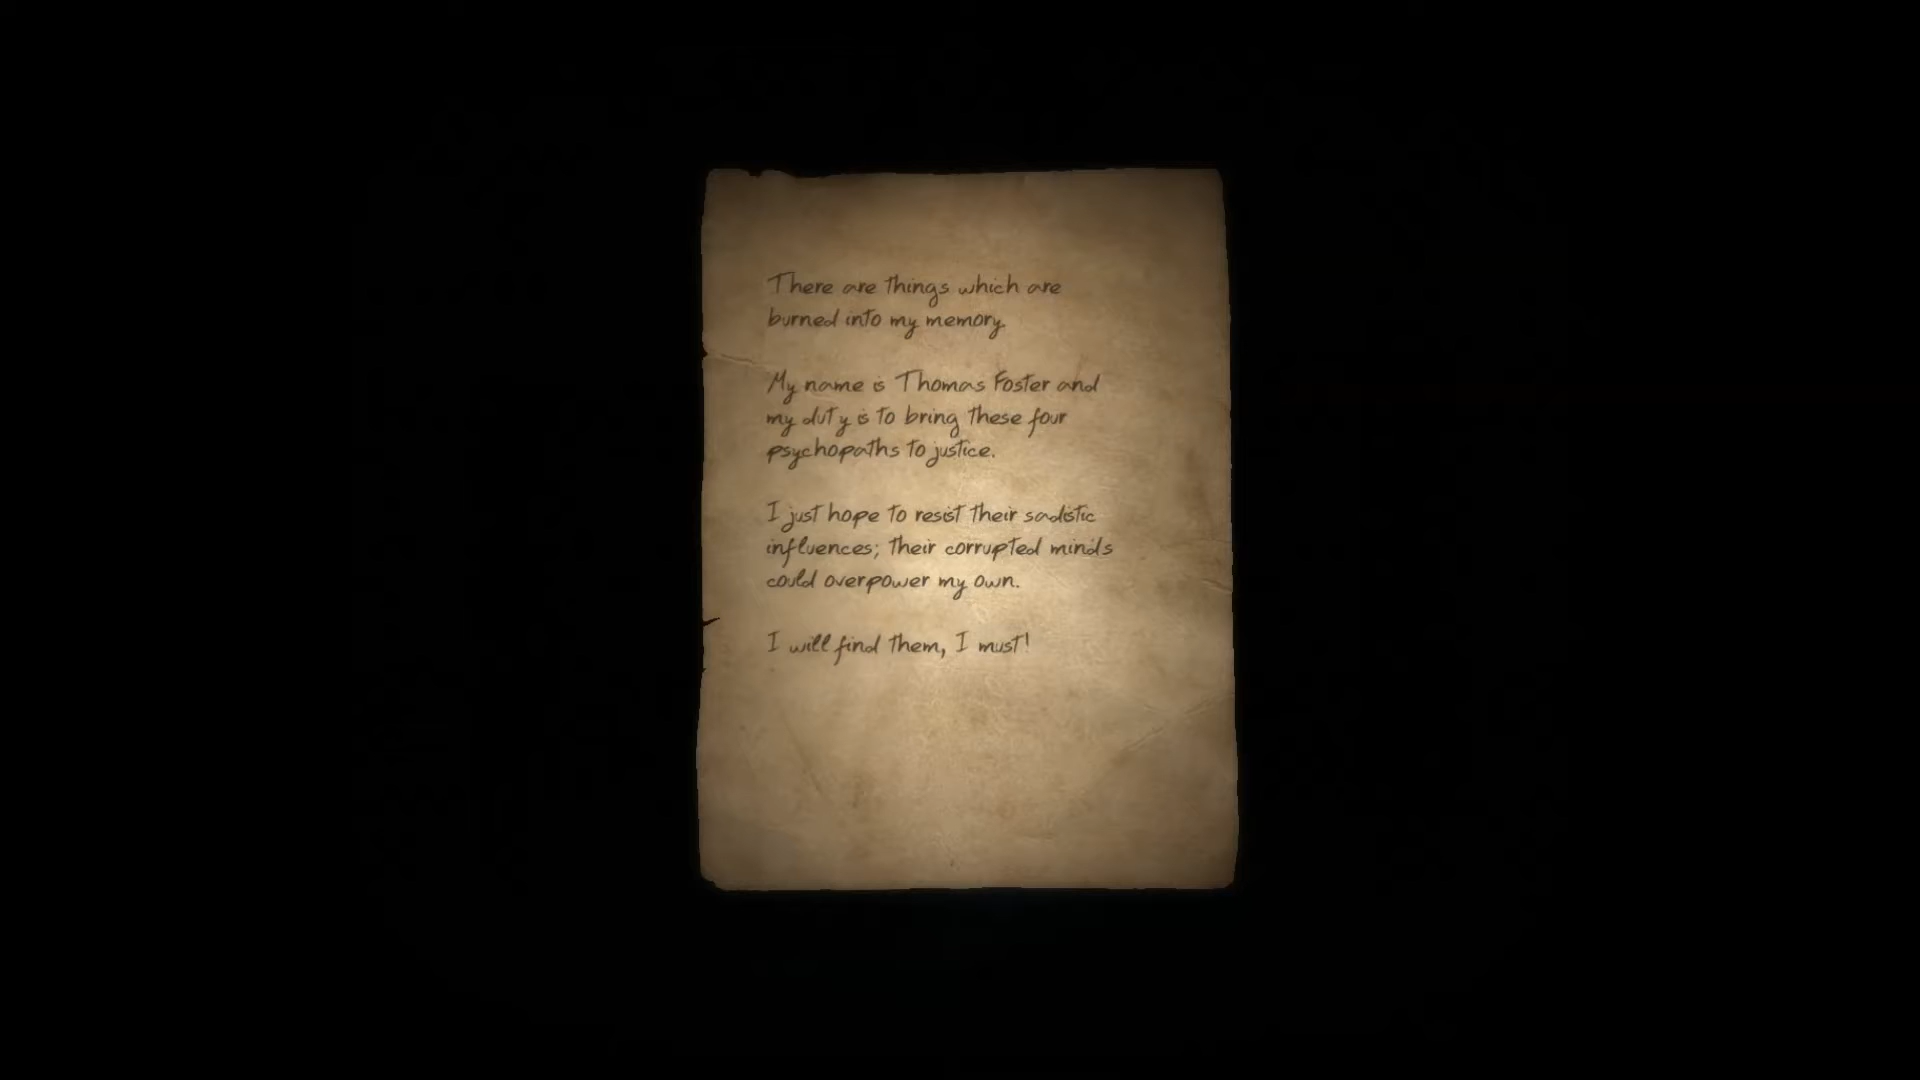 There are things which are
burned into my memory.
My name is Thomas Foster and
my duty is to bring these four
psychopaths to justice.
I just hope to resist their sadistic
influences; their corrupted minds
could overpower my own.
I will find them, I must!